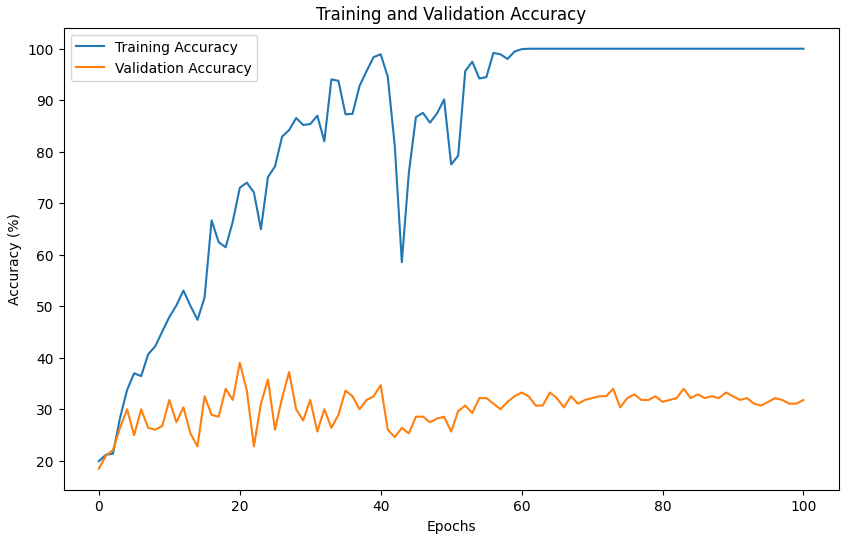 Training and Validation Accuracy
Training Accuracy
Validation Accuracy
100
90
80
70
60
50
40
30
20
Accuracy (%)
0 20 40 60 80 100
Epochs